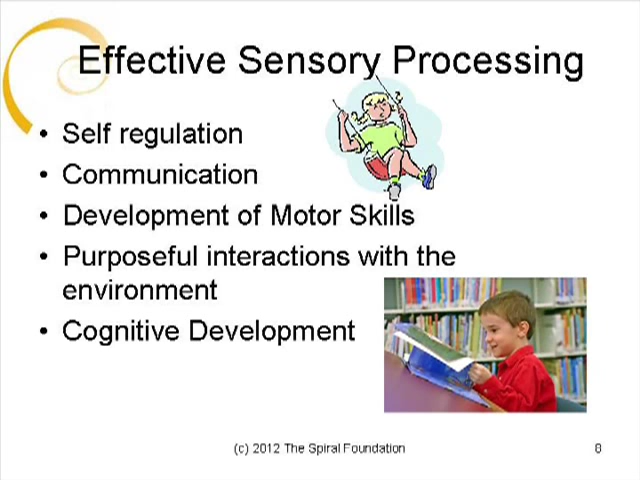 Effective Sensory Processing
• Self regulation
• Communication
• Development of Motor Skills
• Purposeful interactions with the
environment
• Cognitive Development
(c) 2012 The Spiral Foundation
8